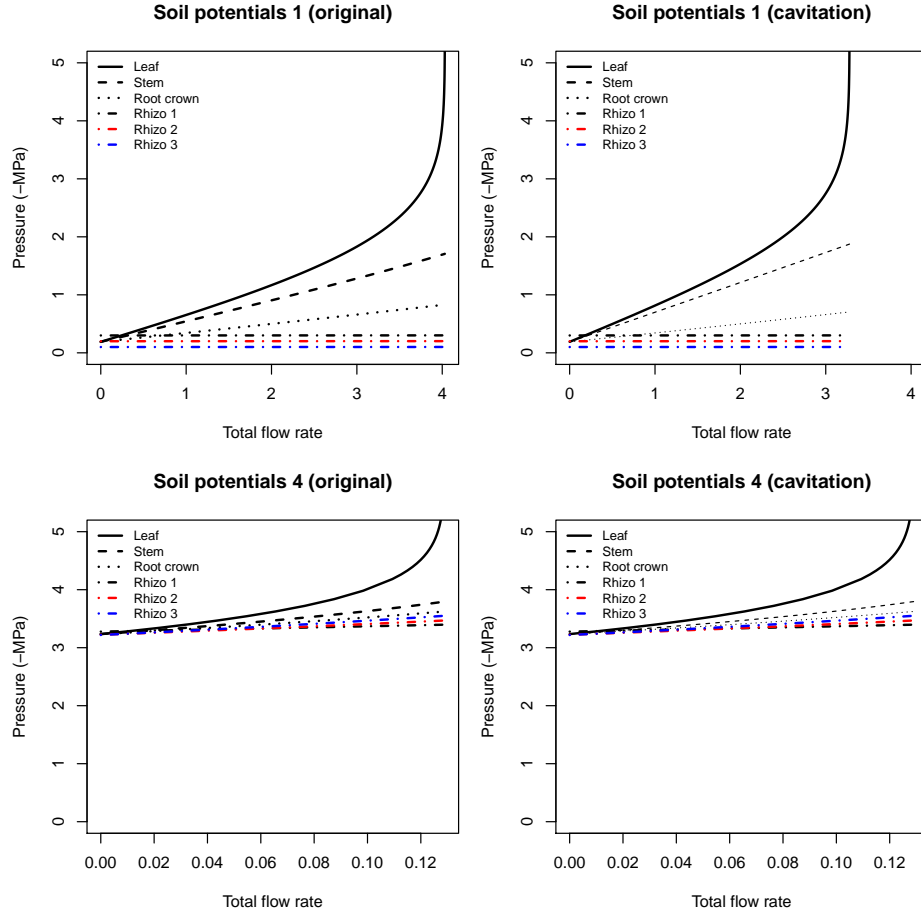 Soil potentials 1 (original)
Pressure (−MPa)
5
4
3
2
1
0
Leaf
Stem
Root crown
Rhizo 1
Rhizo 2
Rhizo 3
0 1 2 3 4
Total flow rate
Soil potentials 1 (cavitation)
Pressure (−MPa)
5
4
3
2
1
0
Leaf
Stem
Root crown
Rhizo 1
Rhizo 2
Rhizo 3
0 1 2 3 4
Total flow rate
Soil potentials 4 (original)
Pressure (−MPa)
5
4
3
2
1
0
Leaf
Stem
Root crown
Rhizo 1
Rhizo 2
Rhizo 3
0.00 0.02 0.04 0.06 0.08 0.10 0.12
Total flow rate
Soil potentials 4 (cavitation)
Pressure (−MPa)
5
4
3
2
1
0
Leaf
Stem
Root crown
Rhizo 1
Rhizo 2
Rhizo 3
0.00 0.02 0.04 0.06 0.08 0.10 0.12
Total flow rate